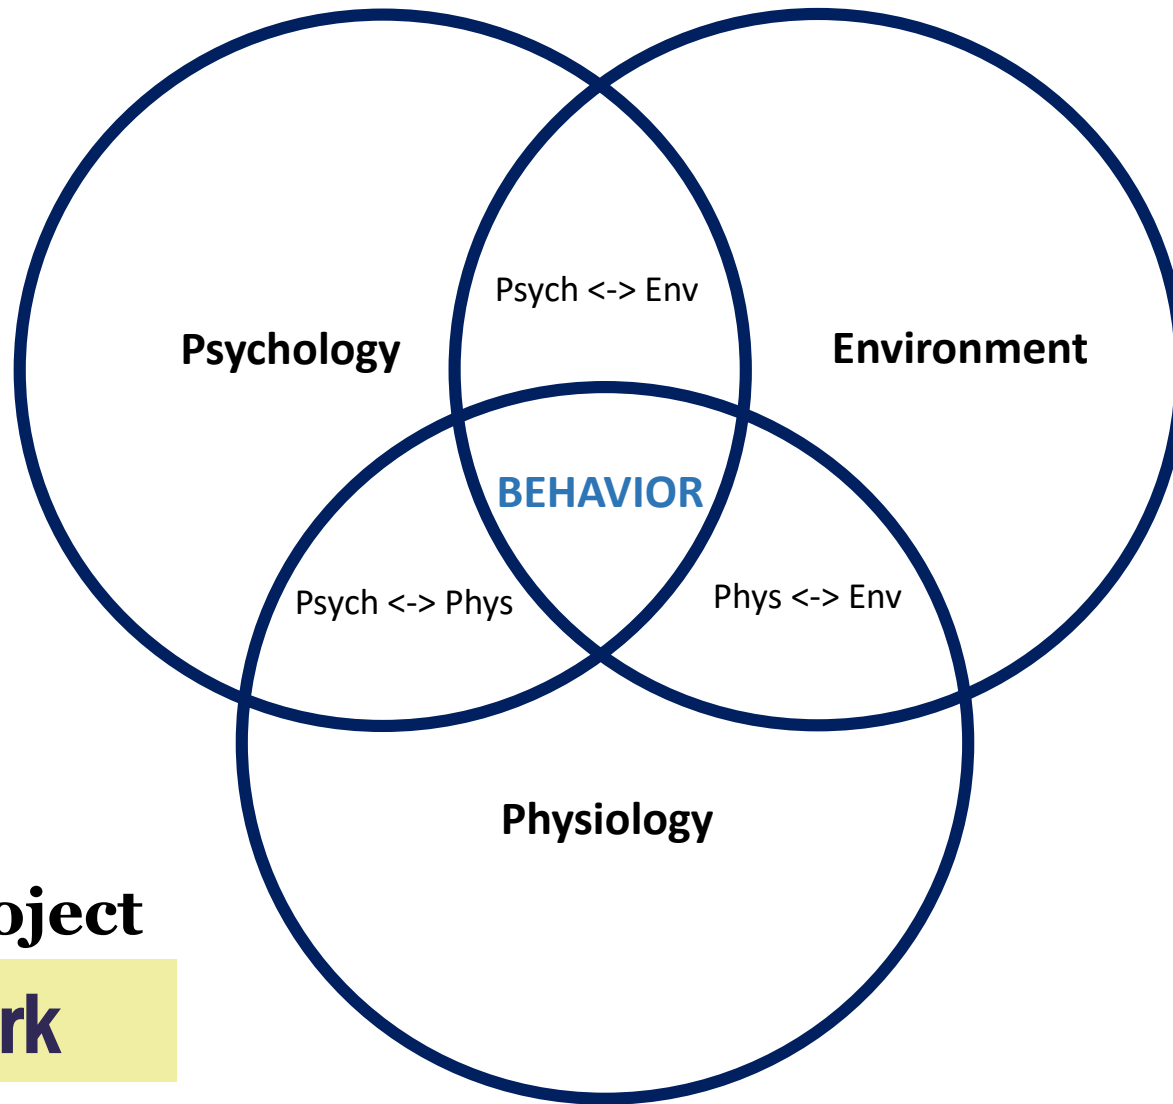 Psych <-> Env
Psychology
Environment
BEHAVIOR
Psych <-> Phys
Phys <-> Env
Physiology
oject
rk